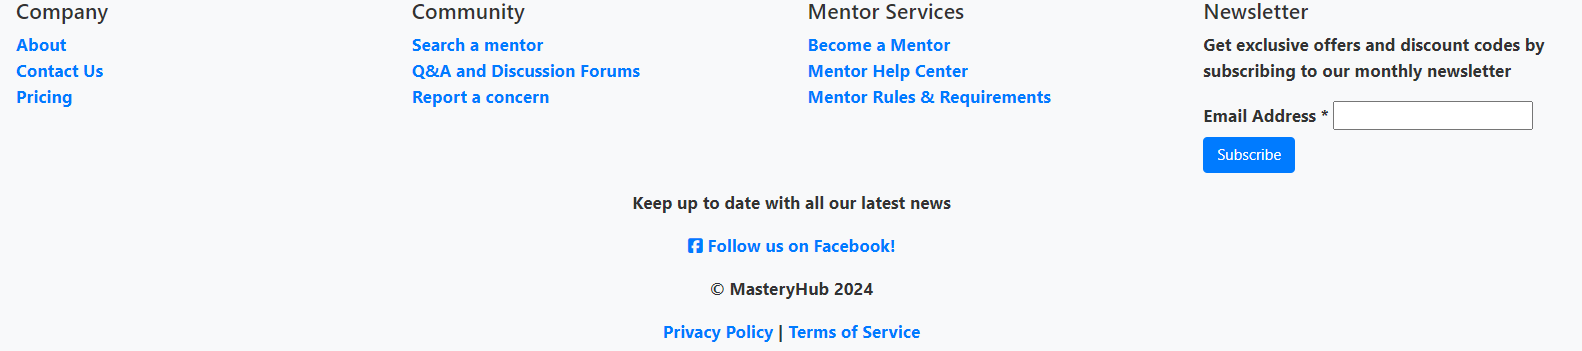 Company
About
Contact Us
Pricing
Community
Search a mentor
Q&A and Discussion Forums
Report a concern
Mentor Services
Become a Mentor
Mentor Help Center
Mentor Rules & Requirements
Newsletter
Get exclusive offers and discount codes by
subscribing to our monthly newsletter
Email Address *
Subscribe
Keep up to date with all our latest news
Follow us on Facebook!
© MasteryHub 2024
Privacy Policy | Terms of Service